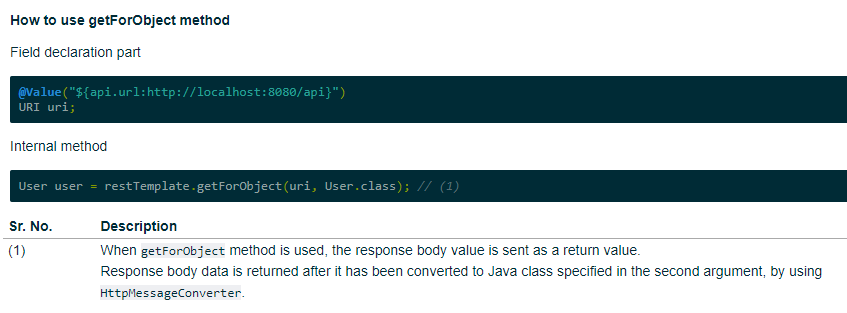 How to use getForObject method
Field declaration part
@Value("${api.url:http://localhost:8080/api}")
URI uri;
Internal method
User user = restTemplate.getForObject(uri, User.class); // (1)
Sr. No. Description
(1) When getForObject method is used, the response body value is sent as a return value.
Response body data is returned after it has been converted to Java class specified in the second argument, by using
HttpMessageConverter.